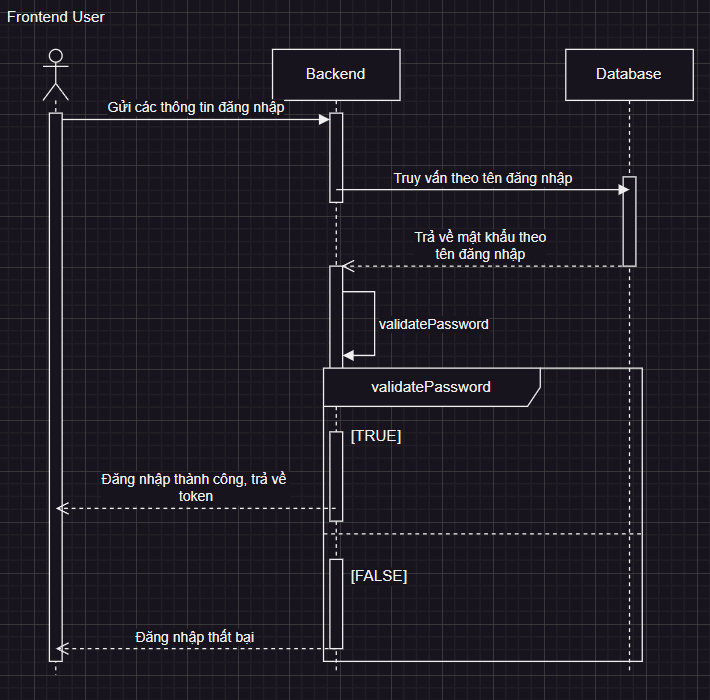 Frontend User
Backend
Database
Gửi các thông tin đăng nhập
Truy vấn theo tên đăng nhập
Trả về mật khẩu theo
tên đăng nhập
validatePassword
validatePassword
[TRUE]
Đăng nhập thành công, trả về
token
[FALSE]
Đăng nhập thất bại